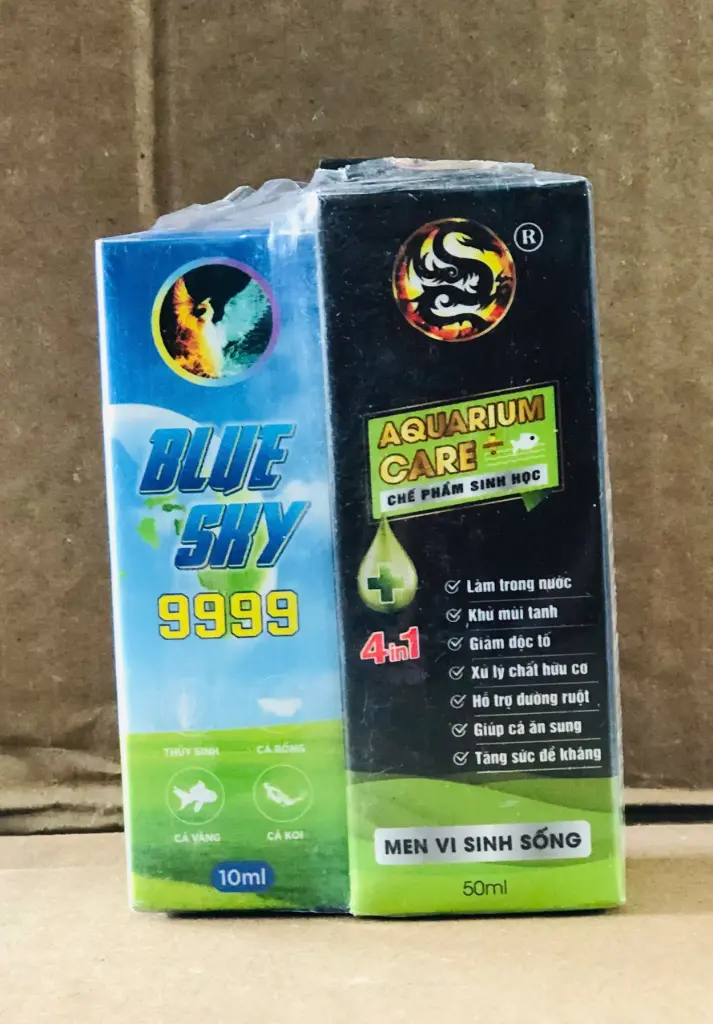 BLUE
SKY
9999
THỦY SINH
CÁ RỒNG
CÁ VÀNG
CÁ KOI
10ml
®
AQUARIUM
CARE +
CHẾ PHẨM SINH HỌC
4in1
Làm trong nước
Khử mùi tanh
Giảm độc tố
Xử lý chất hữu cơ
Hỗ trợ đường ruột
Giúp cá ăn sung
Tăng sức đề kháng
MEN VI SINH SỐNG
50ml